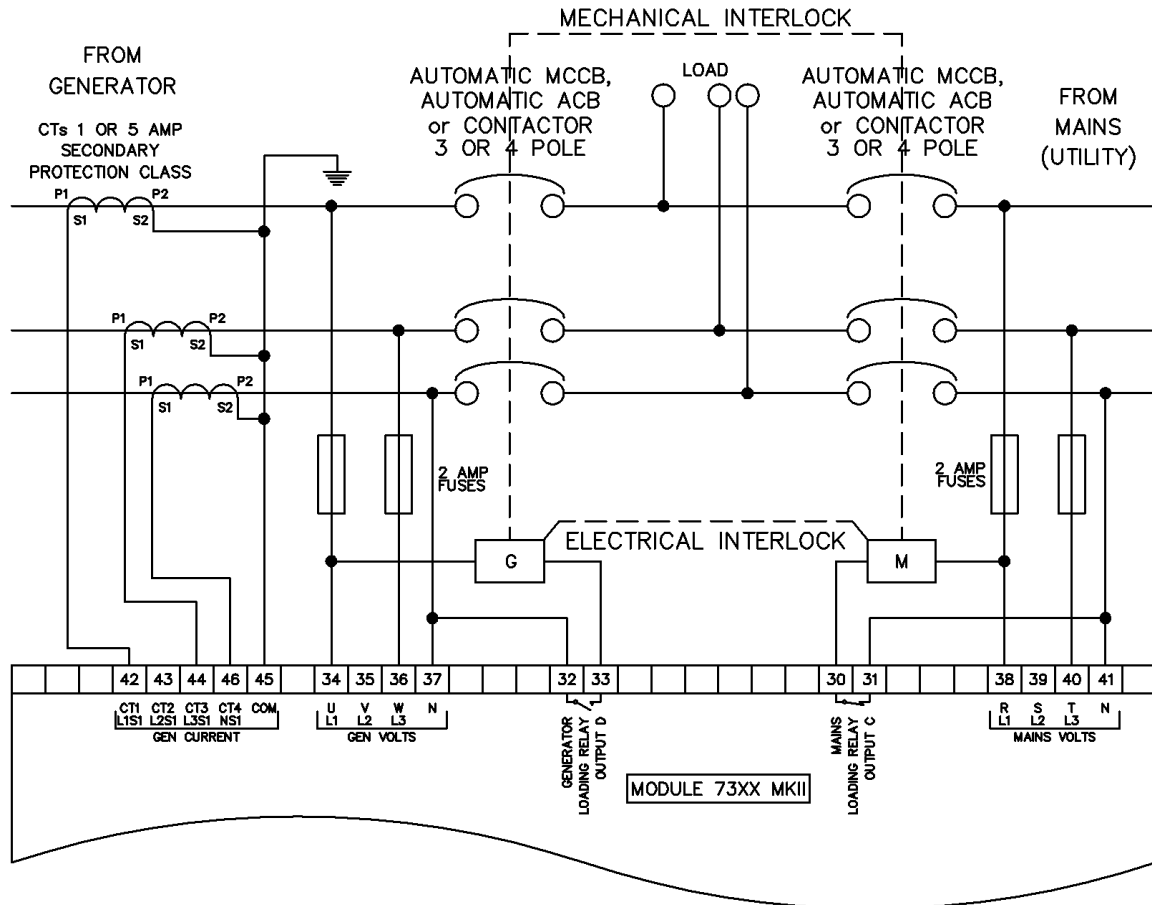 MECHANICAL INTERLOCK
FROM
GENERATOR
CTs 1 OR 5 AMP
SECONDARY
PROTECTION CLASS
AUTOMATIC MCCB,
AUTOMATIC ACB
or CONTACTOR
3 OR 4 POLE
LOAD
AUTOMATIC MCCB,
AUTOMATIC ACB
or CONTACTOR
3 OR 4 POLE
FROM
MAINS
(UTILITY)
P1 P2
S1 S2
P1 P2
S1 S2
P1 P2
S1 S2
2 AMP
FUSES
2 AMP
FUSES
ELECTRICAL INTERLOCK
G
M
42 43 44 46 45 34 35 36 37 32 33 30 31 38 39 40 41
CT1 CT2 CT3 CT4 COM
L1S1 L2S1 L3S1 NS1
GEN CURRENT
U V W N
L1 L2 L3
GEN VOLTS
GENERATOR
LOADING RELAY
OUTPUT D
MAINS
LOADING RELAY
OUTPUT C
R S T N
L1 L2 L3
MAINS VOLTS
MODULE 73XX MKII